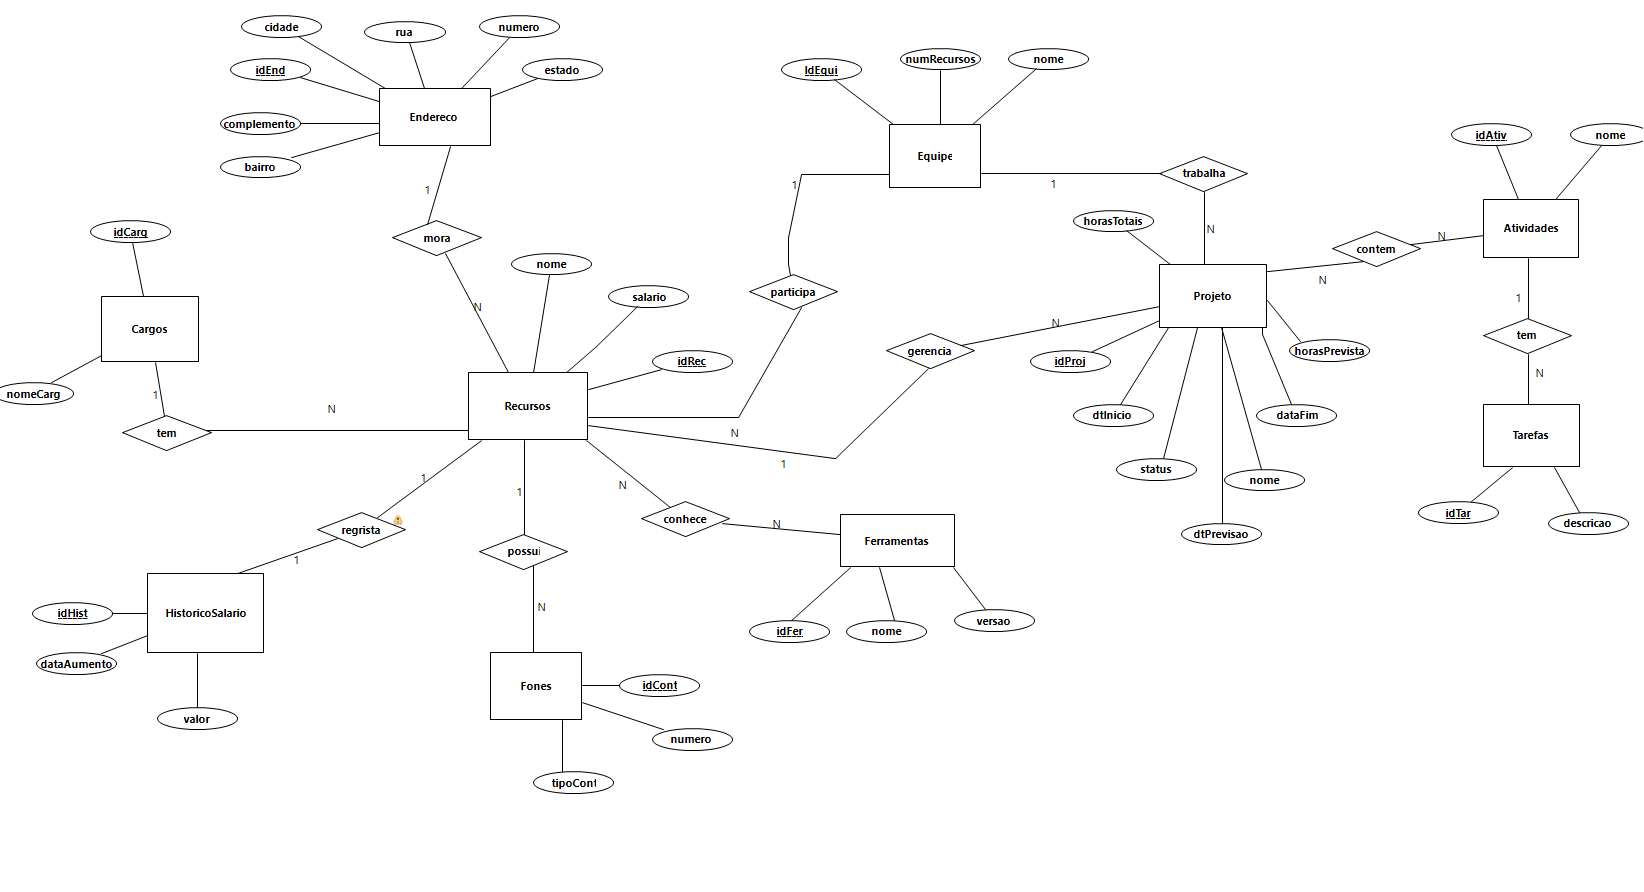 cidade
rua
numero
idEnd
estado
complemento
Endereco
bairro
1
mora
N
IdEqui
numRecursos
nome
Equipe
1
trabalha
N
1
participa
N
idAtiv
nome
Atividades
N
contem
N
1
tem
N
Tarefas
idTar
descricao
horasTotais
Projeto
horasPrevista
idProj
dtInicio
dataFim
status
nome
dtPrevisao
N
gerencia
1
idCarg
Cargos
nomeCarg
1
tem
N
nome
salario
idRec
Recursos
1
regrista
1
HistoricoSalario
idHist
dataAumento
valor
1
possui
N
Fones
idCont
numero
tipoCont
N
conhece
N
Ferramentas
idFer
nome
versao